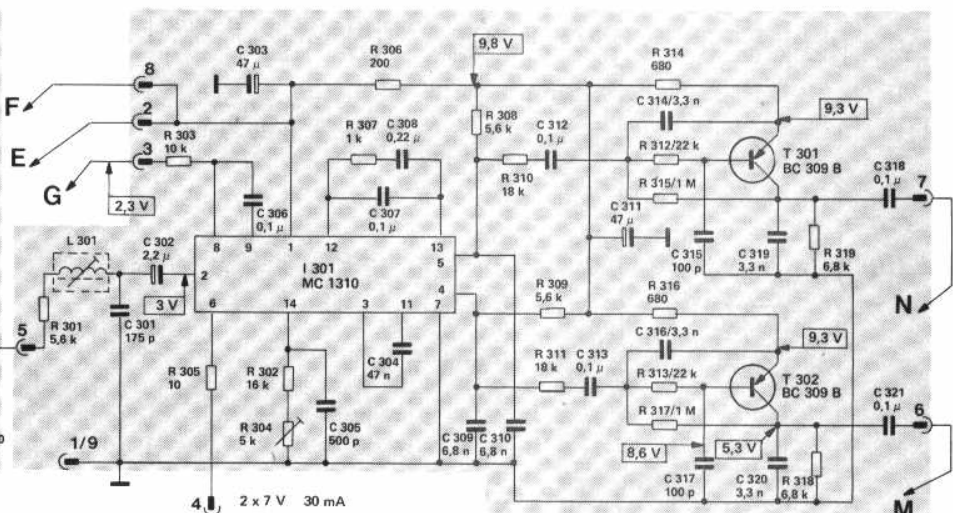 C 303
47 µ
R 306
200
9,8 V
R 314
680
8
F
2
E
R 303
10 k
3
G
2,3 V
C 306
0,1 µ
R 307
1 k
C 308
0,22 µ
C 307
0,1 µ
R 308
5,6 k
C 312
0,1 µ
R 310
18 k
C 314/3,3 n
R 312/22 k
R 315/1 M
9,3 V
T 301
BC 309 B
C 318
0,1 µ
7
C 311
47 µ
C 315
100 p
C 319
3,3 n
R 319
6,8 k
N
L 301
C 302
2,2 µ
3 V
8 9 1 12 13
2
I 301
MC 1310
5
4
6 14 3 11 7
5
R 301
5,6 k
C 301
175 p
R 305
10
R 302
16 k
R 304
5 k
C 305
500 p
C 304
47 n
R 309
5,6 k
R 316
680
C 316/3,3 n
R 311
18 k
C 313
0,1 µ
R 313/22 k
R 317/1 M
9,3 V
T 302
BC 309 B
C 321
0,1 µ
6
C 309
6,8 n
C 310
6,8 n
8,6 V
5,3 V
C 317
100 p
C 320
3,3 n
R 318
6,8 k
M
1/9
4
2 x 7 V 30 mA